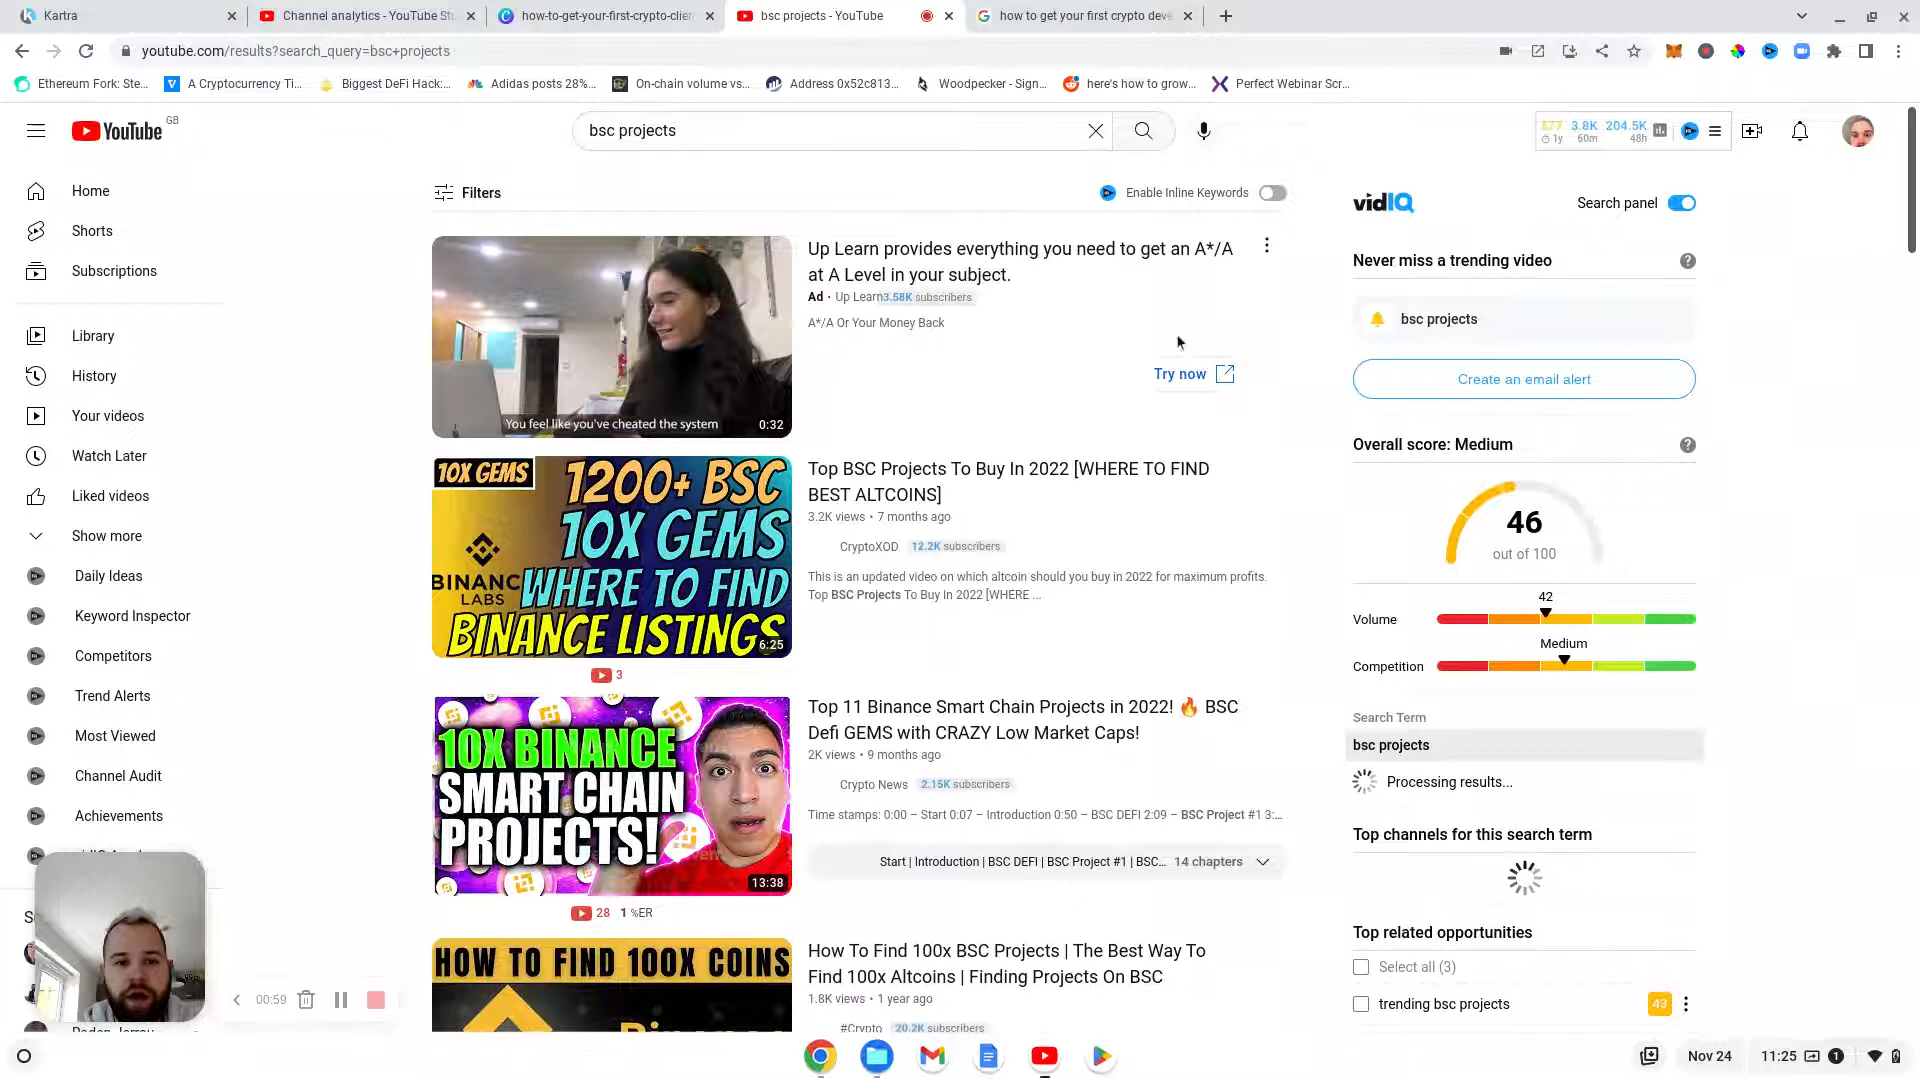 Kartra
Channel analytics - YouTube Stu
how-to-get-your-first-crypto-clien
bsc projects - YouTube
how to get your first crypto deve
youtube.com/results?search_query=bsc+projects
Ethereum Fork: Ste...
A Cryptocurrency Ti...
Biggest DeFi Hack:...
Adidas posts 28%...
On-chain volume vs...
Address 0x52c813...
Woodpecker - Sign...
here's how to grow...
Perfect Webinar Scr...
YouTube GB
bsc projects
3.8K 204.5K
1y 60m 48h
Home
Shorts
Subscriptions
Library
History
Your videos
Watch Later
Liked videos
Show more
Daily Ideas
Keyword Inspector
Competitors
Trend Alerts
Most Viewed
Channel Audit
Achievements
00:59
Filters
Enable Inline Keywords
You feel like you've cheated the system
0:32
Up Learn provides everything you need to get an A*/A
at A Level in your subject.
Ad · Up Learn3.58K subscribers
A*/A Or Your Money Back
Try now
10X GEMS
1200+ BSC
10X GEMS
WHERE TO FIND
BINANCE LISTINGS
BINANC
LABS
6:25
3
Top BSC Projects To Buy In 2022 [WHERE TO FIND
BEST ALTCOINS]
3.2K views • 7 months ago
CryptoXOD 12.2K subscribers
This is an updated video on which altcoin should you buy in 2022 for maximum profits.
Top BSC Projects To Buy In 2022 [WHERE ...
10X BINANCE
SMART CHAIN
PROJECTS!
13:38
28 1 %ER
Top 11 Binance Smart Chain Projects in 2022! 🔥 BSC
Defi GEMS with CRAZY Low Market Caps!
2K views • 9 months ago
Crypto News 2.15K subscribers
Time stamps: 0:00 – Start 0:07 – Introduction 0:50 – BSC DEFI 2:09 – BSC Project #1 3:...
Start | Introduction | BSC DEFI | BSC Project #1 | BSC... 14 chapters
HOW TO FIND 100X COINS
How To Find 100x BSC Projects | The Best Way To
Find 100x Altcoins | Finding Projects On BSC
1.8K views • 1 year ago
#Crypto 20.2K subscribers
vidIQ
Search panel
Never miss a trending video
bsc projects
Create an email alert
Overall score: Medium
46
out of 100
42
Volume
Medium
Competition
Search Term
bsc projects
Processing results...
Top channels for this search term
Top related opportunities
Select all (3)
trending bsc projects 43
Nov 24
11:25
1